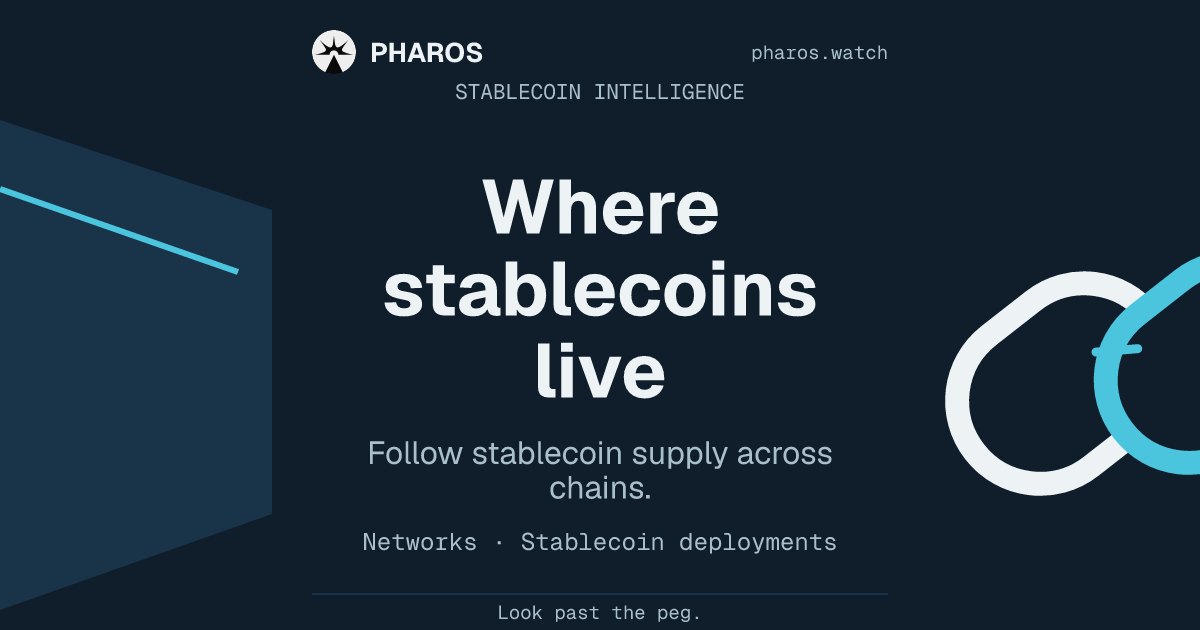 PHAROS
pharos.watch
STABLECOIN INTELLIGENCE
Where
stablecoins
live
Follow stablecoin supply across
chains.
Networks · Stablecoin deployments
Look past the peg.